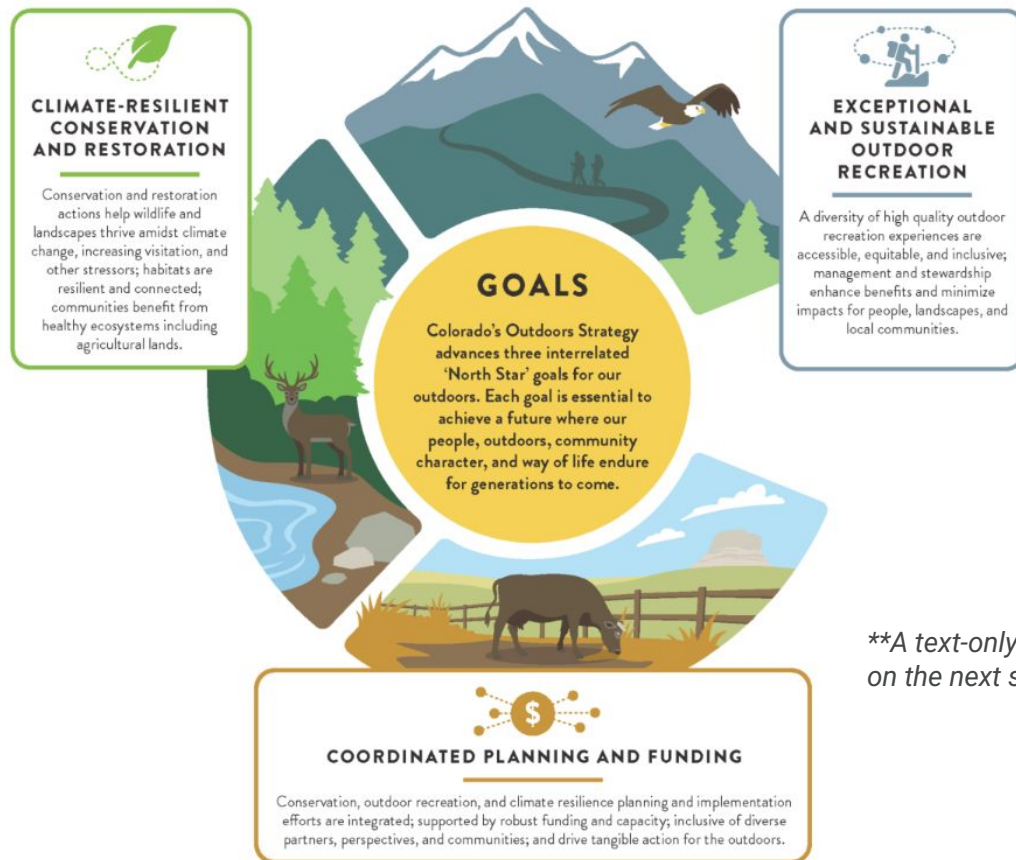 CLIMATE-RESILIENT
CONSERVATION
AND RESTORATION
Conservation and restoration
actions help wildlife and
landscapes thrive amidst climate
change, increasing visitation, and
other stressors; habitats are
resilient and connected;
communities benefit from
healthy ecosystems including
agricultural lands.
EXCEPTIONAL
AND SUSTAINABLE
OUTDOOR
RECREATION
A diversity of high quality outdoor
recreation experiences are
accessible, equitable, and inclusive;
management and stewardship
enhance benefits and minimize
impacts for people, landscapes, and
local communities.
GOALS
Colorado's Outdoors Strategy
advances three interrelated
'North Star' goals for our
outdoors. Each goal is essential to
achieve a future where our
people, outdoors, community
character, and way of life endure
for generations to come.
**A text-only
on the next s
$
COORDINATED PLANNING AND FUNDING
Conservation, outdoor recreation, and climate resilience planning and implementation
efforts are integrated; supported by robust funding and capacity; inclusive of diverse
partners, perspectives, and communities; and drive tangible action for the outdoors.